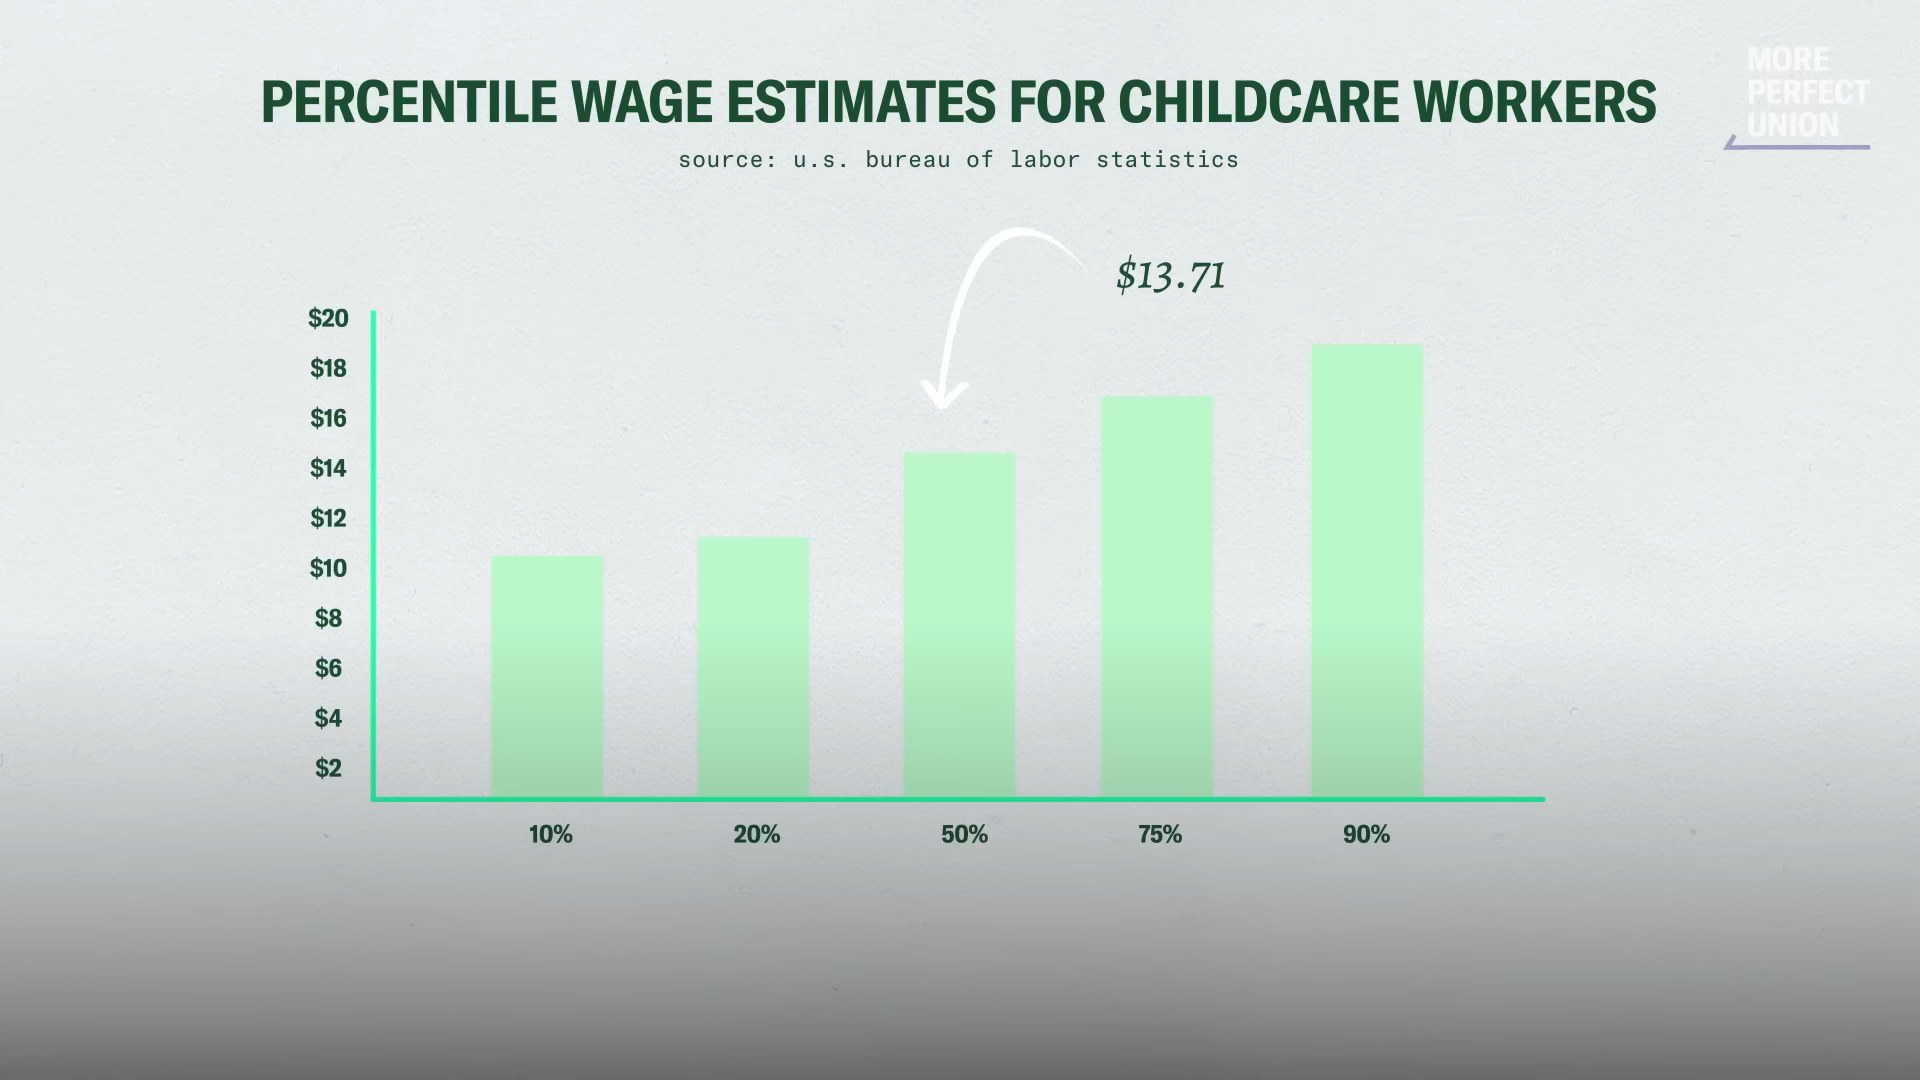 PERCENTILE WAGE ESTIMATES FOR CHILDCARE WORKERS
source: u.s. bureau of labor statistics
MORE
PERFECT
UNION
$13.71
$20
$18
$16
$14
$12
$10
$8
$6
$4
$2
10% 20% 50% 75% 90%